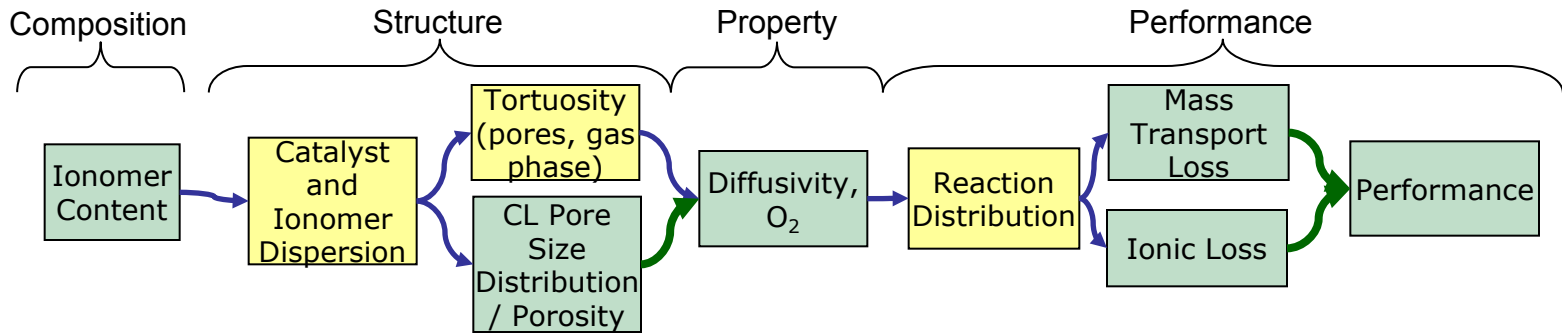 Composition
Structure
Property
Performance
Ionomer
Content
Catalyst
and
Ionomer
Dispersion
Tortuosity
(pores, gas
phase)
CL Pore
Size
Distribution
/ Porosity
Diffusivity,
O₂
Reaction
Distribution
Mass
Transport
Loss
Ionic Loss
Performance